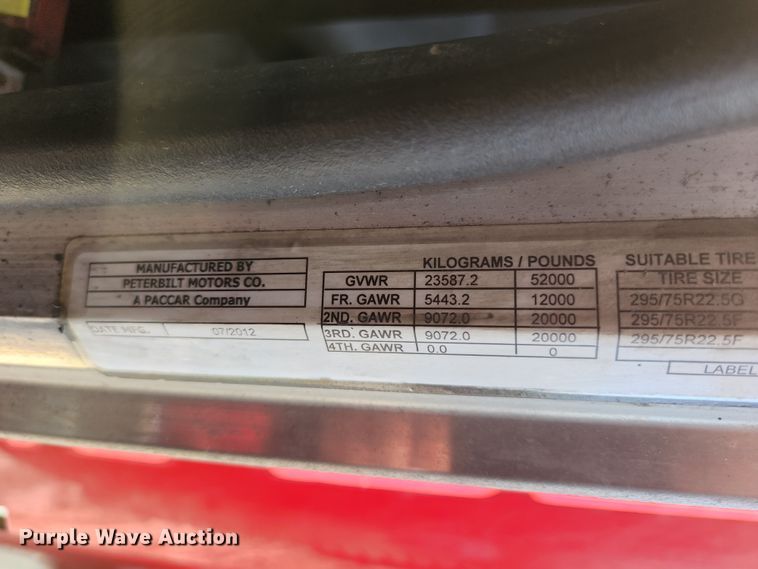 MANUFACTURED BY
PETERBILT MOTORS CO.
A PACCAR Company
DATE MFG. 07/2012
KILOGRAMS / POUNDS
GVWR 23587.2 52000
FR. GAWR 5443.2 12000
2ND. GAWR 9072.0 20000
3RD. GAWR 9072.0 20000
4TH. GAWR 0.0 0
SUITABLE TIRE
TIRE SIZE
295/75R22.5G
295/75R22.5F
295/75R22.5F
LABEL
Purple Wave Auction